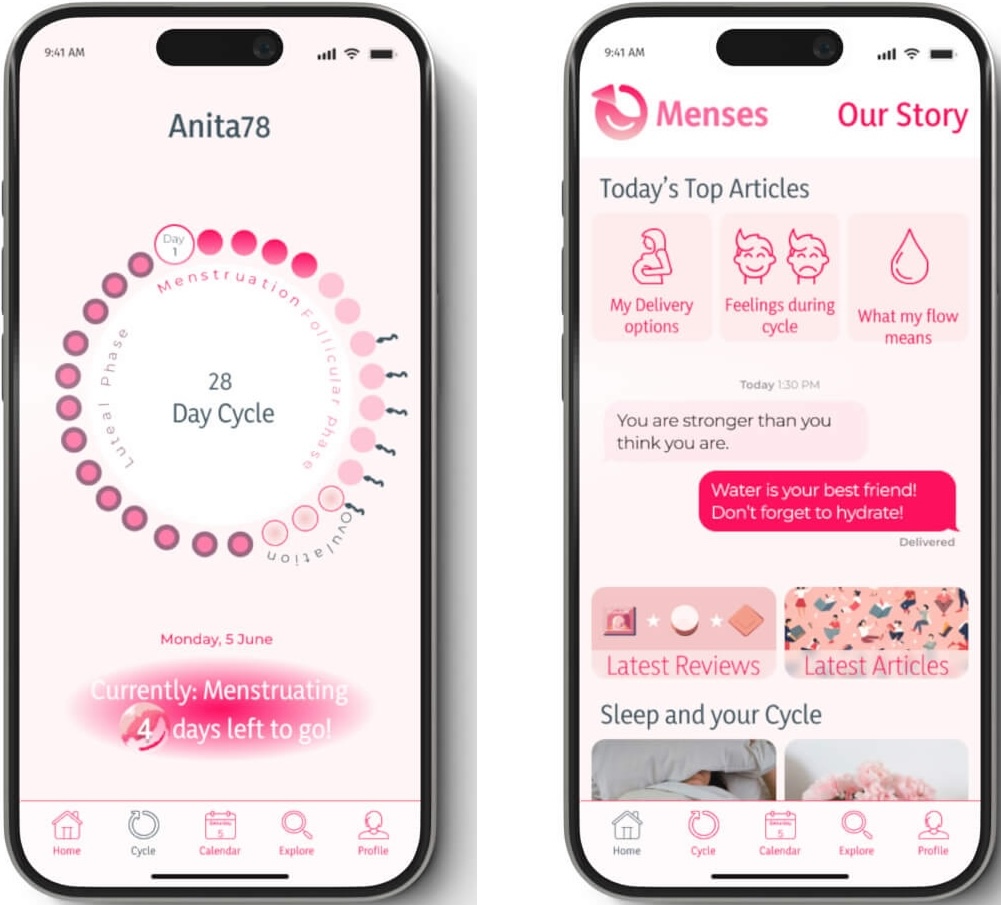 9:41 AM
Anita78
Day
1
Menstruation
Follicular phase
Ovulation
Luteal Phase
28
Day Cycle
Monday, 5 June
Currently: Menstruating
4 days left to go!
Home
Cycle
Saturday
5
Calendar
Explore
Profile
9:41 AM
Menses
Our Story
Today's Top Articles
My Delivery
options
Feelings during
cycle
What my flow
means
Today 1:30 PM
You are stronger than you
think you are.
Water is your best friend!
Don't forget to hydrate!
Delivered
Latest Reviews
Latest Articles
Sleep and your Cycle
Home
Cycle
Saturday
5
Calendar
Explore
Profile